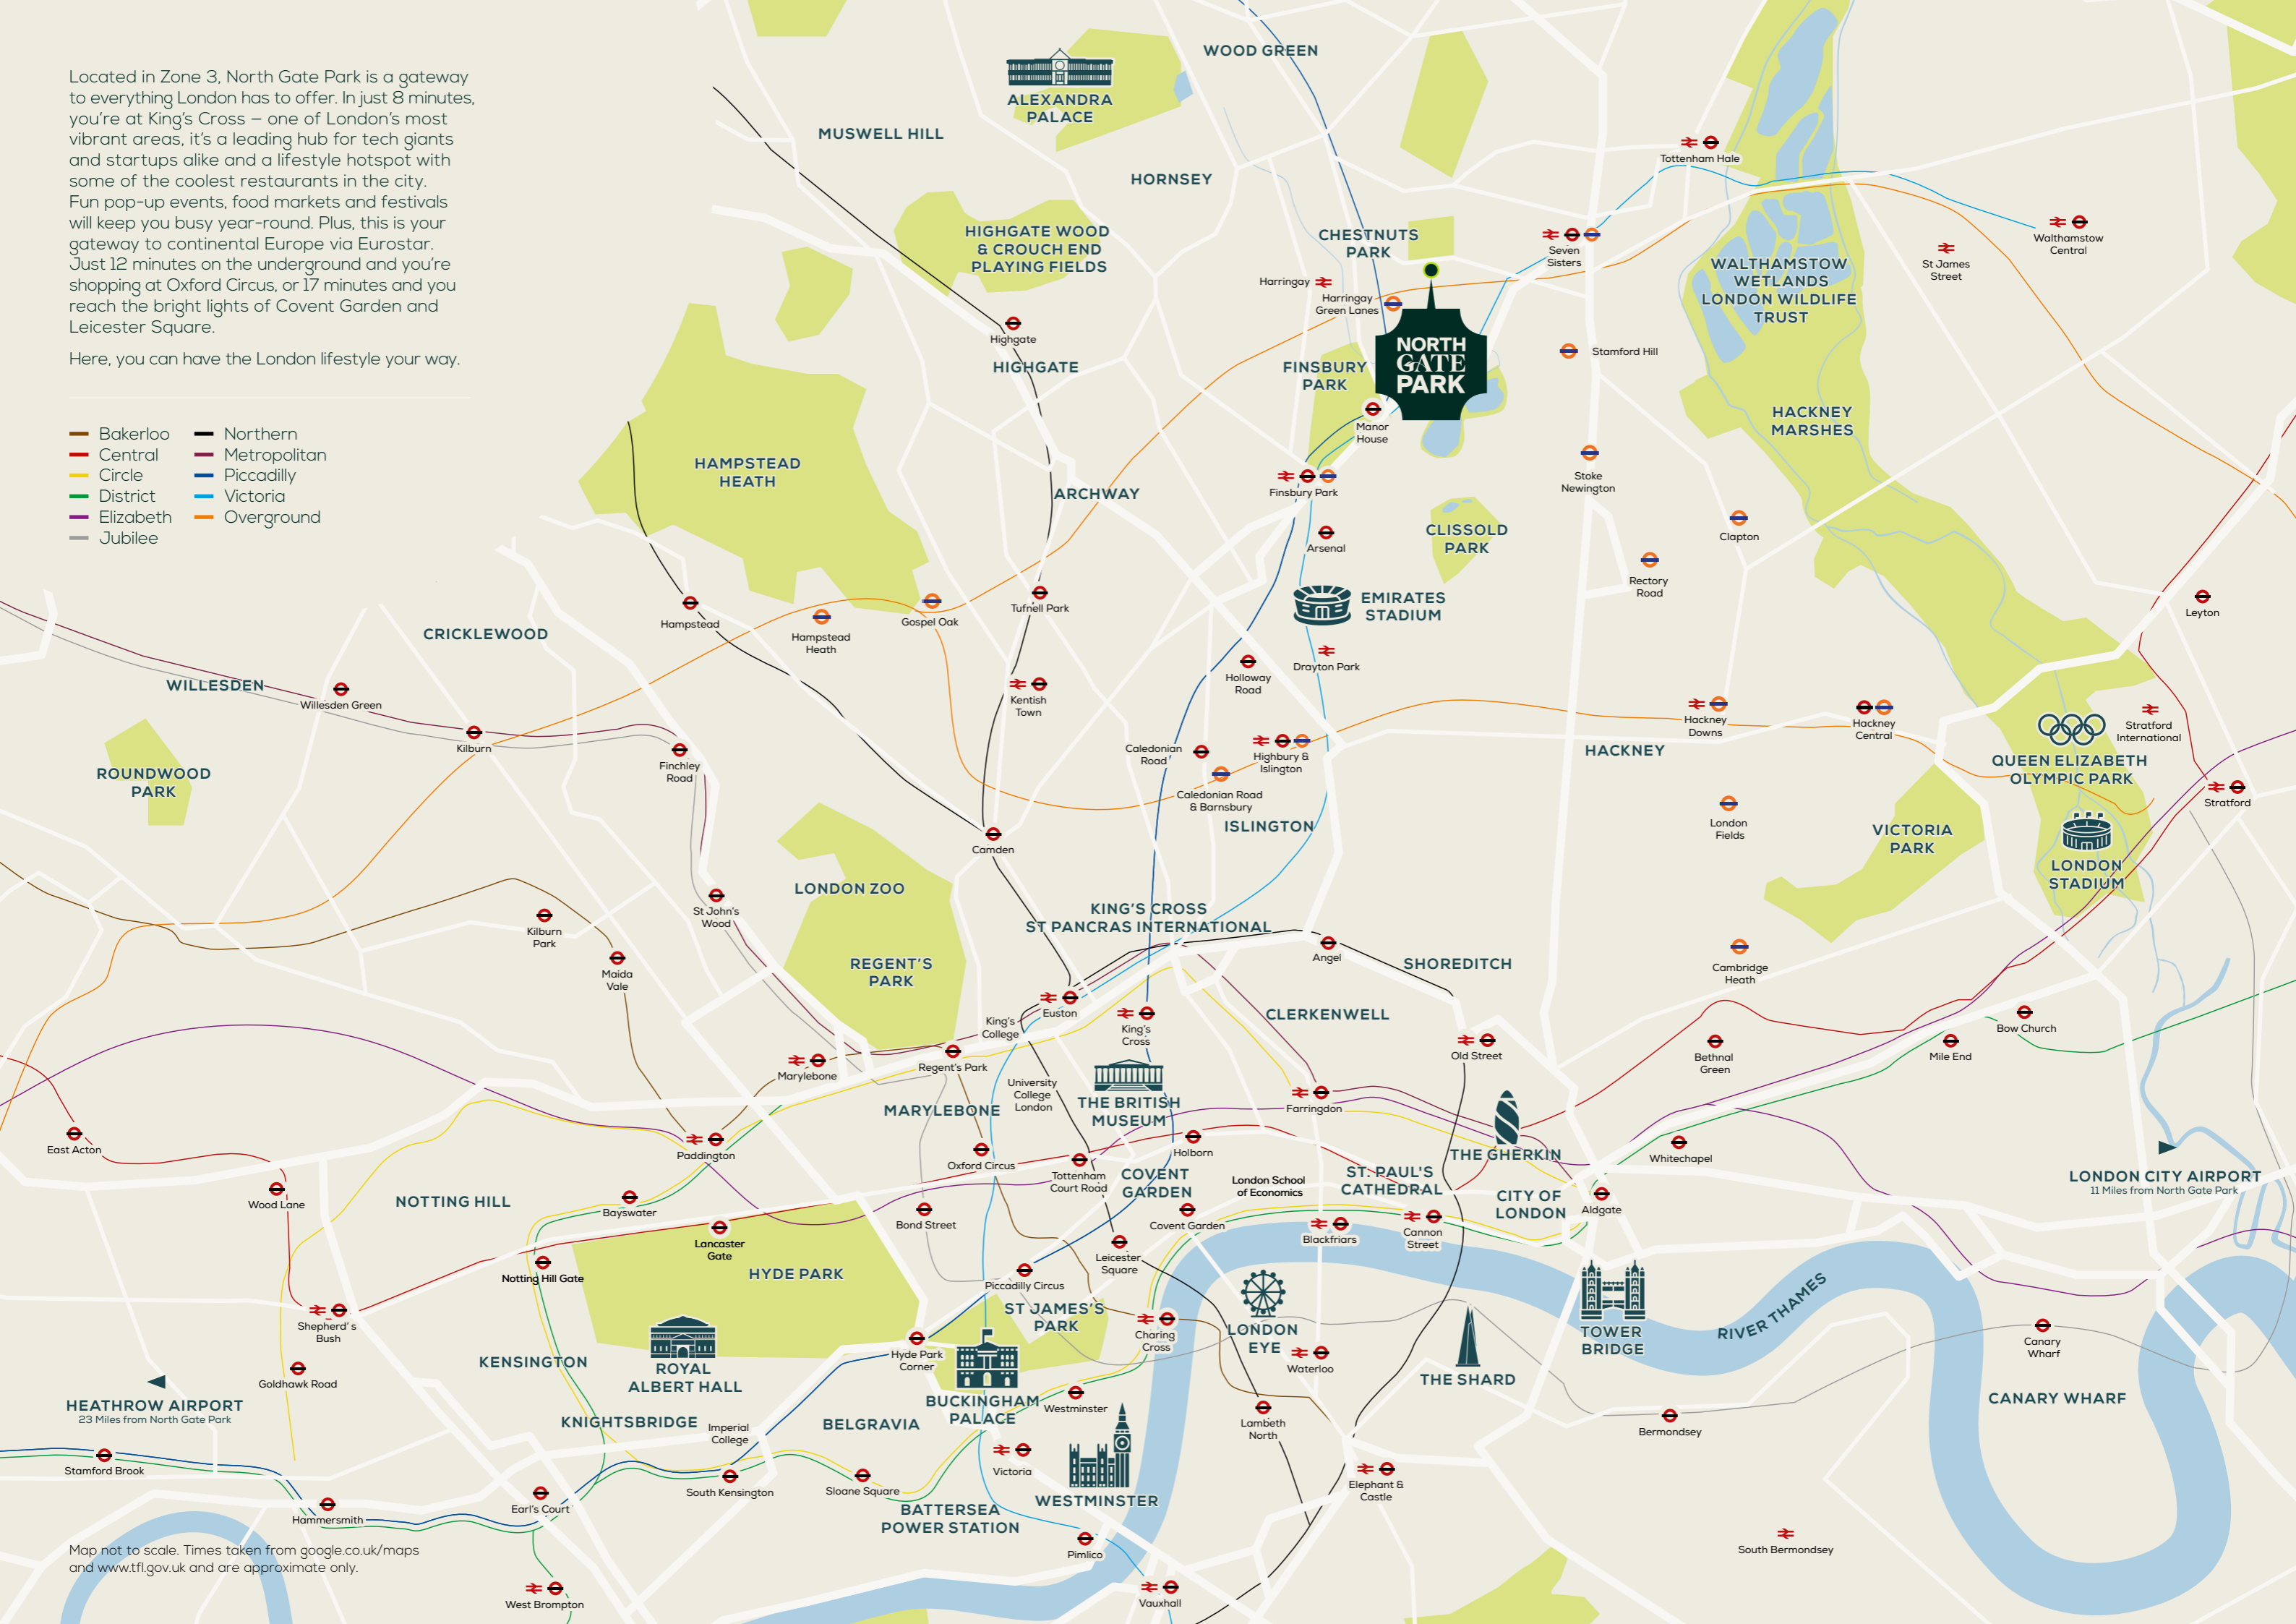 Located in Zone 3, North Gate Park is a gateway
to everything London has to offer. In just 8 minutes,
you're at King's Cross – one of London's most
vibrant areas, it's a leading hub for tech giants
and startups alike and a lifestyle hotspot with
some of the coolest restaurants in the city.
Fun pop-up events, food markets and festivals
will keep you busy year-round. Plus, this is your
gateway to continental Europe via Eurostar.
Just 12 minutes on the underground and you're
shopping at Oxford Circus, or 17 minutes and you
reach the bright lights of Covent Garden and
Leicester Square.
Here, you can have the London lifestyle your way.
Bakerloo
Central
Circle
District
Elizabeth
Jubilee
Northern
Metropolitan
Piccadilly
Victoria
Overground
WOOD GREEN
ALEXANDRA
PALACE
MUSWELL HILL
HORNSEY
Tottenham Hale
HIGHGATE WOOD
& CROUCH END
PLAYING FIELDS
CHESTNUTS
PARK
Seven
Sisters
Walthamstow
Central
St James
Street
WALTHAMSTOW
WETLANDS
LONDON WILDLIFE
TRUST
Harringay
Harringay
Green Lanes
NORTH
GATE
PARK
Highgate
HIGHGATE
FINSBURY
PARK
Stamford Hill
Manor
House
HACKNEY
MARSHES
HAMPSTEAD
HEATH
ARCHWAY
Finsbury Park
Stoke
Newington
Arsenal
CLISSOLD
PARK
Clapton
Rectory
Road
EMIRATES
STADIUM
Leyton
Hampstead
Hampstead
Heath
Gospel Oak
Tufnell Park
CRICKLEWOOD
Drayton Park
WILLESDEN
Willesden Green
Kentish
Town
Holloway
Road
Kilburn
Finchley
Road
Caledonian
Road
Highbury &
Islington
Caledonian Road
& Barnsbury
ISLINGTON
HACKNEY
Hackney
Downs
Hackney
Central
Stratford
International
QUEEN ELIZABETH
OLYMPIC PARK
Stratford
ROUNDWOOD
PARK
London
Fields
VICTORIA
PARK
LONDON
STADIUM
Camden
LONDON ZOO
St John's
Wood
Kilburn
Park
Maida
Vale
KING'S CROSS
ST PANCRAS INTERNATIONAL
Angel
SHOREDITCH
Cambridge
Heath
REGENT'S
PARK
Euston
King's
College
King's
Cross
CLERKENWELL
Old Street
Bethnal
Green
Bow Church
Mile End
Marylebone
Regent's Park
University
College
London
MARYLEBONE
THE BRITISH
MUSEUM
Farringdon
East Acton
Paddington
Oxford Circus
Holborn
THE GHERKIN
Whitechapel
LONDON CITY AIRPORT
11 Miles from North Gate Park
Wood Lane
NOTTING HILL
Bayswater
Tottenham
Court Road
COVENT
GARDEN
London School
of Economics
ST. PAUL'S
CATHEDRAL
CITY OF
LONDON
Aldgate
Lancaster
Gate
Bond Street
Covent Garden
Blackfriars
Cannon
Street
Notting Hill Gate
HYDE PARK
Leicester
Square
Piccadilly Circus
Shepherd's
Bush
ST JAMES'S
PARK
Charing
Cross
LONDON
EYE
Waterloo
TOWER
BRIDGE
RIVER THAMES
Canary
Wharf
Goldhawk Road
KENSINGTON
ROYAL
ALBERT HALL
Hyde Park
Corner
THE SHARD
CANARY WHARF
HEATHROW AIRPORT
23 Miles from North Gate Park
KNIGHTSBRIDGE
Imperial
College
BELGRAVIA
BUCKINGHAM
PALACE
Westminster
Lambeth
North
Bermondsey
Stamford Brook
Victoria
South Kensington
Sloane Square
WESTMINSTER
Elephant &
Castle
Hammersmith
Earl's Court
BATTERSEA
POWER STATION
Pimlico
South Bermondsey
Map not to scale. Times taken from google.co.uk/maps
and www.tfl.gov.uk and are approximate only.
West Brompton
Vauxhall